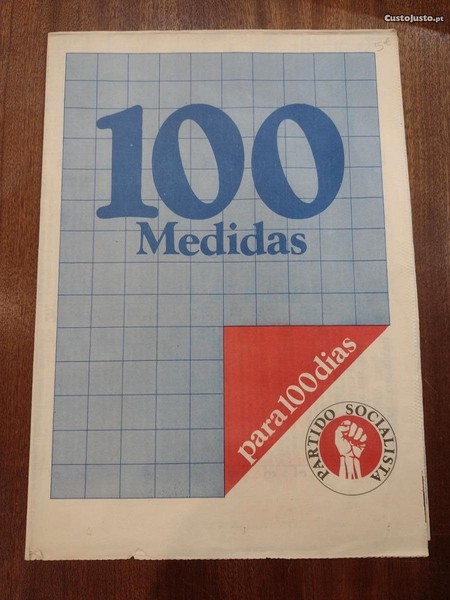 CustoJusto.pt
100
Medidas
para100dias
PARTIDO SOCIALISTA